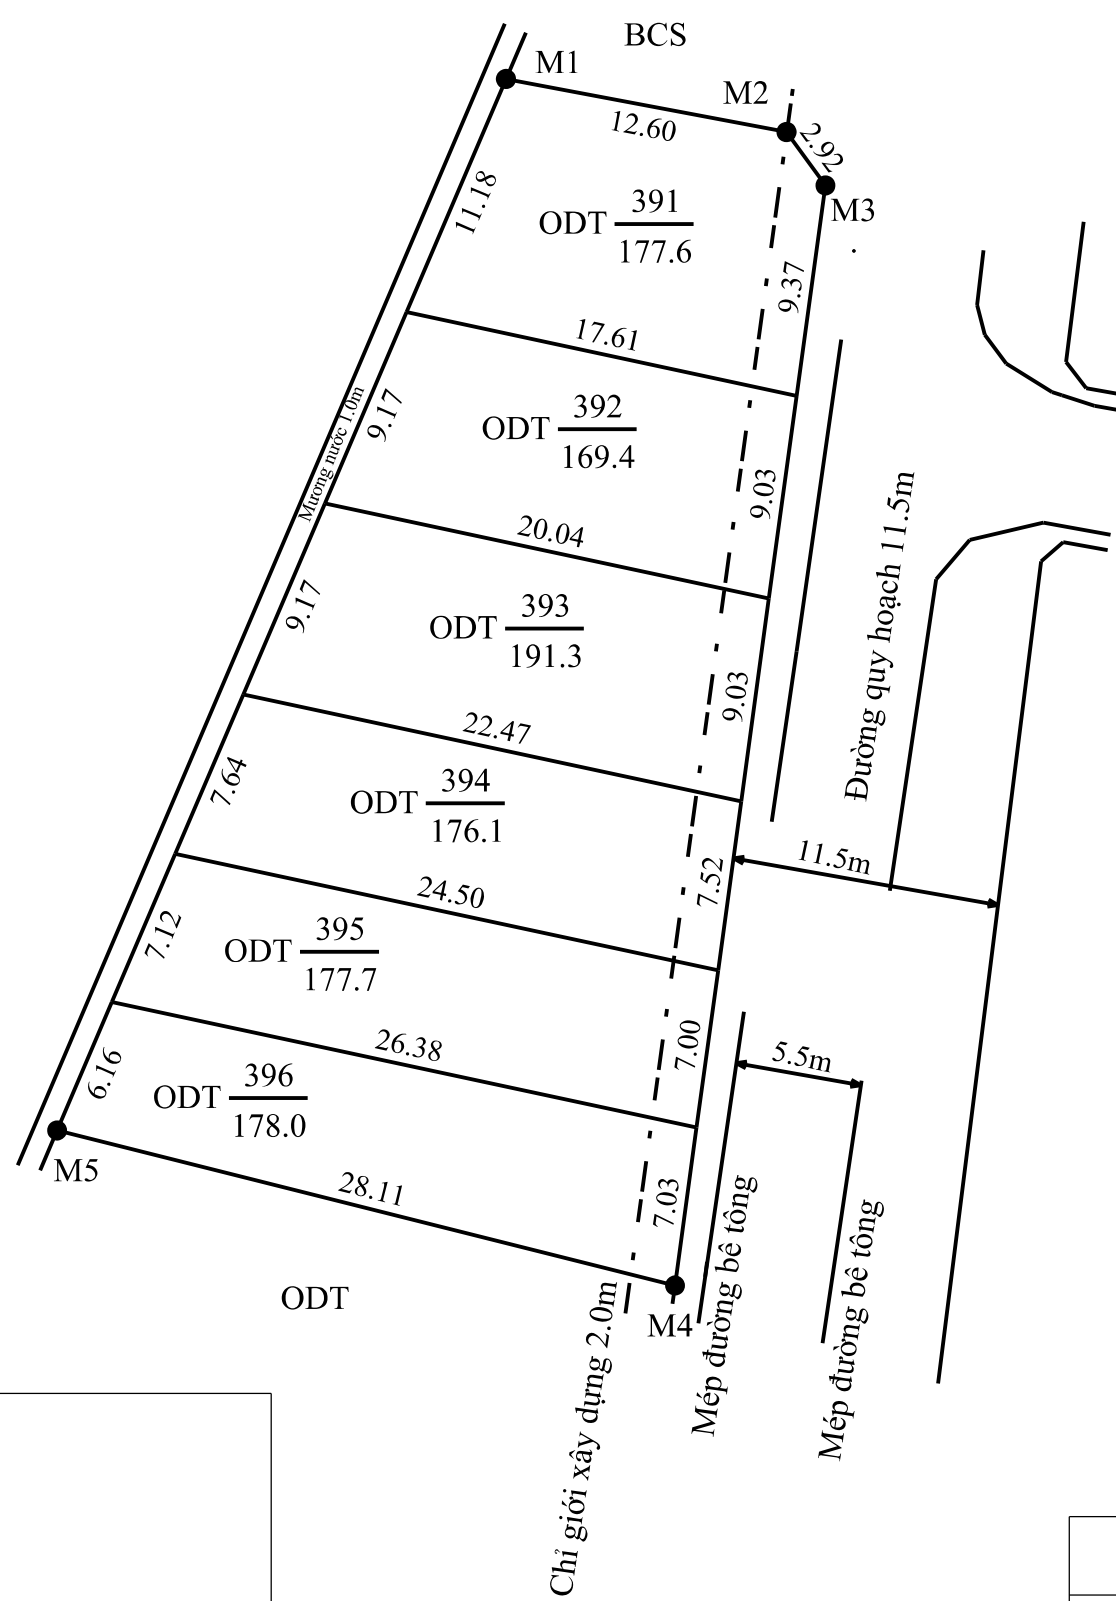 BCS
M1
M2
12.60
2.92
M3
11.18
ODT 391
177.6
9.37
17.61
9.17
ODT 392
169.4
Mương nước 1.0m
9.03
20.04
Đường quy hoạch 11.5m
9.17
ODT 393
191.3
9.03
22.47
7.64
ODT 394
176.1
7.52
11.5m
24.50
7.12
ODT 395
177.7
7.00
26.38
5.5m
6.16
ODT 396
178.0
M5
28.11
7.03
ODT
M4
Chỉ giới xây dựng 2.0m
Mép đường bê tông
Mép đường bê tông